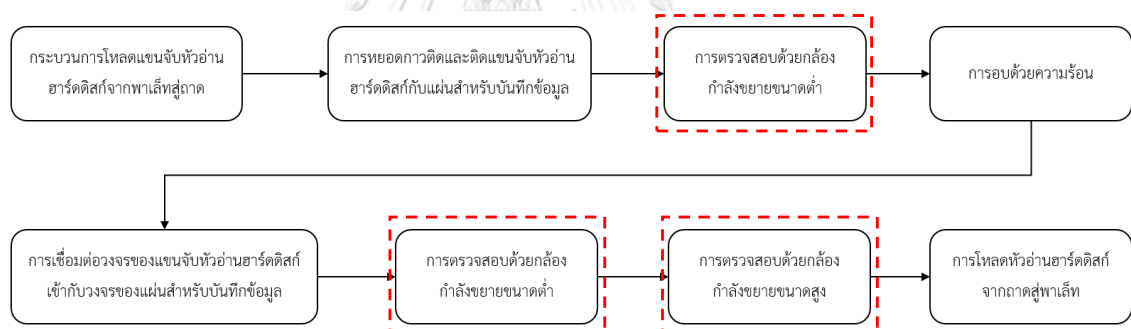 กระบวนการโหลดแขนจับหัวอ่าน
ฮาร์ดดิสก์จากพาเล็ทสู่ถาด
การหยอดกาวติดและติดแขนจับหัวอ่าน
ฮาร์ดดิสก์กับแผ่นสำหรับบันทึกข้อมูล
การตรวจสอบด้วยกล้อง
กำลังขยายขนาดต่ำ
การอบด้วยความร้อน
การเชื่อมต่อวงจรของแขนจับหัวอ่านฮาร์ดดิสก์
เข้ากับวงจรของแผ่นสำหรับบันทึกข้อมูล
การตรวจสอบด้วยกล้อง
กำลังขยายขนาดต่ำ
การตรวจสอบด้วยกล้อง
กำลังขยายขนาดสูง
การโหลดหัวอ่านฮาร์ดดิสก์
จากถาดสู่พาเล็ท